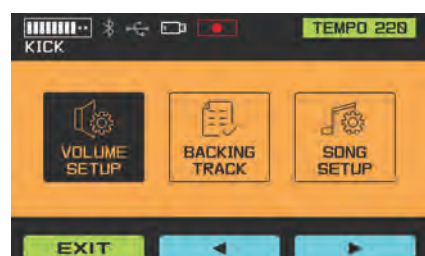 TEMPO 220
KICK
VOLUME
SETUP
BACKING
TRACK
SONG
SETUP
EXIT